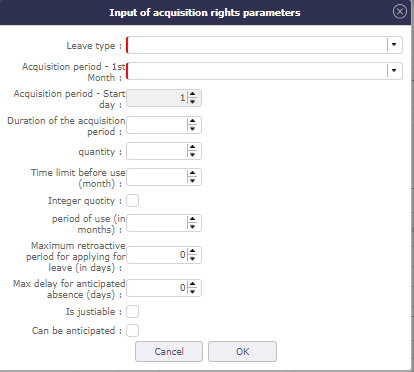 Input of acquisition rights parameters
Leave type :
Acquisition period - 1st
Month :
Acquisition period - Start
day : 1
Duration of the acquisition
period :
quantity :
Time limit before use
(month) :
Integer quotity :
period of use (in
months) :
Maximum retroactive
period for applying for 0
leave (in days) :
Max delay for anticipated
absence (days) : 0
Is justiable :
Can be anticipated :
Cancel OK